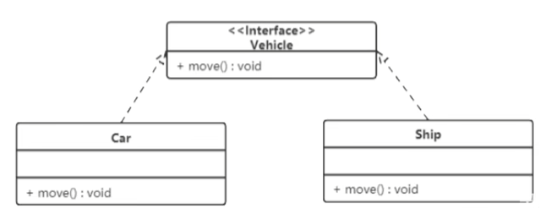 <<Interface>>
Vehicle
+ move() : void
Car
+ move() : void
Ship
+ move() : void